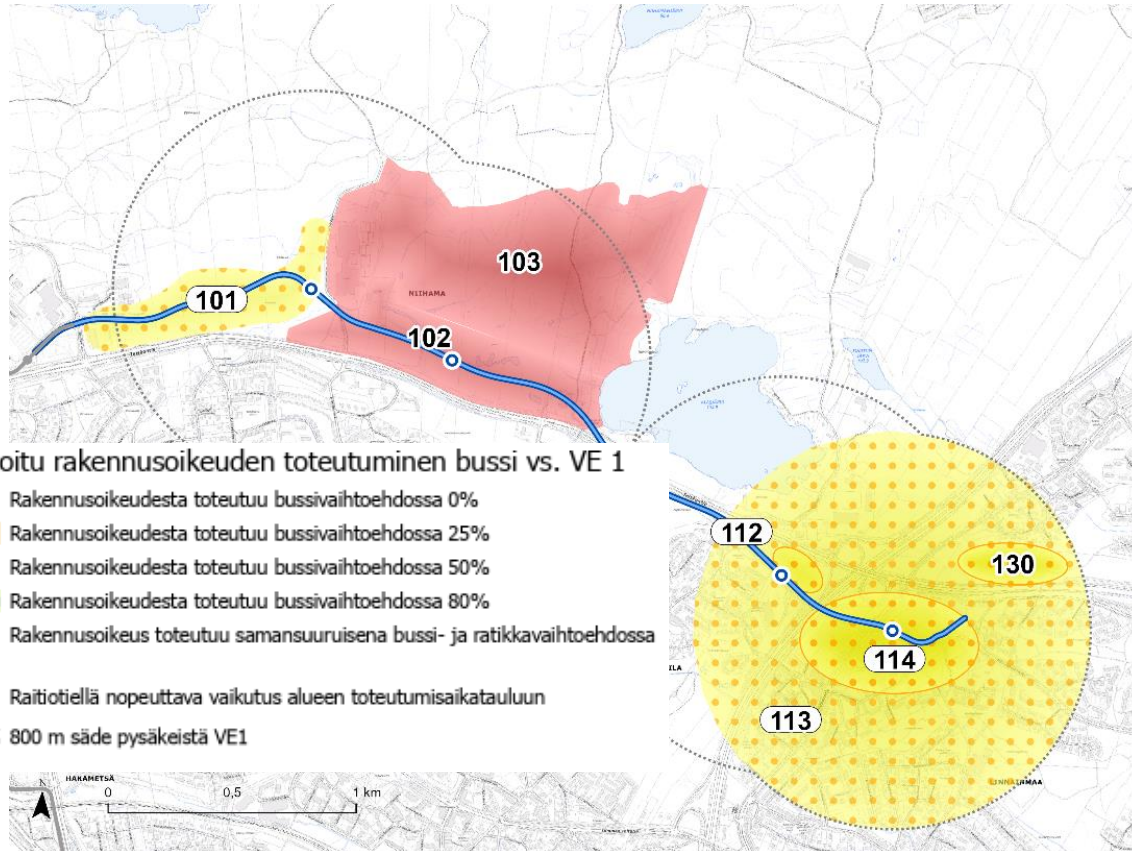 103
NIIHAMA
101
102
oitu rakennusoikeuden toteutuminen bussi vs. VE 1
Rakennusoikeudesta toteutuu bussivaihtoehdossa 0%
Rakennusoikeudesta toteutuu bussivaihtoehdossa 25%
Rakennusoikeudesta toteutuu bussivaihtoehdossa 50%
Rakennusoikeudesta toteutuu bussivaihtoehdossa 80%
Rakennusoikeus toteutuu samansuuruisena bussi- ja ratikkavaihtoehdossa
Raitiotiellä nopeuttava vaikutus alueen toteutumisaikatauluun
800 m säde pysäkeistä VE1
112
130
114
ILA
113
HAKAMETSÄ
0 0,5 1 km